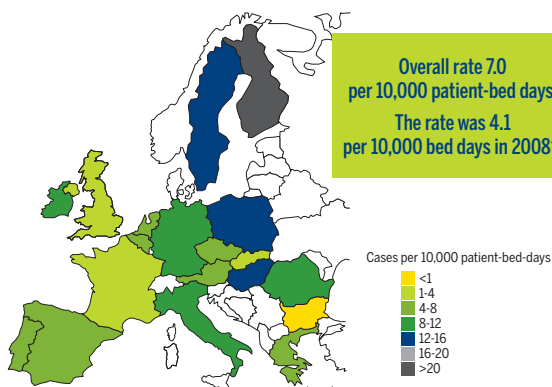 Overall rate 7.0
per 10,000 patient-bed days
The rate was 4.1
per 10,000 bed days in 2008
Cases per 10,000 patient-bed-days
<1
1-4
4-8
8-12
12-16
16-20
>20